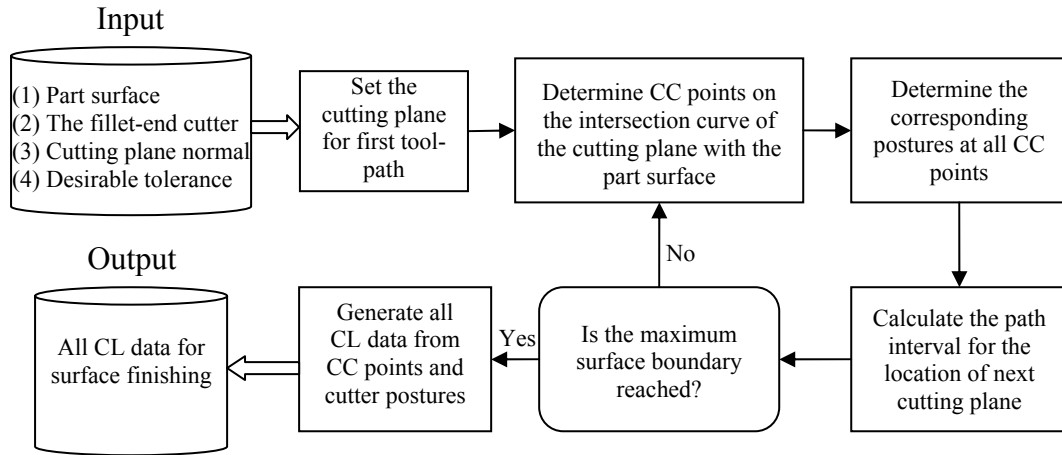 Input
(1) Part surface
(2) The fillet-end cutter
(3) Cutting plane normal
(4) Desirable tolerance
Set the
cutting plane
for first tool-
path
Determine CC points on
the intersection curve of
the cutting plane with the
part surface
Determine the
corresponding
postures at all CC
points
Calculate the path
interval for the
location of next
cutting plane
Is the maximum
surface boundary
reached?
No
Yes
Generate all
CL data from
CC points and
cutter postures
Output
All CL data for
surface finishing